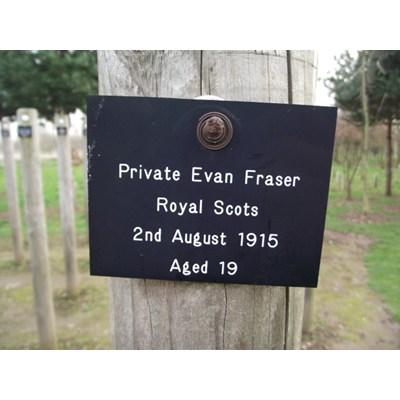 Private Evan Fraser
Royal Scots
2nd August 1915
Aged 19